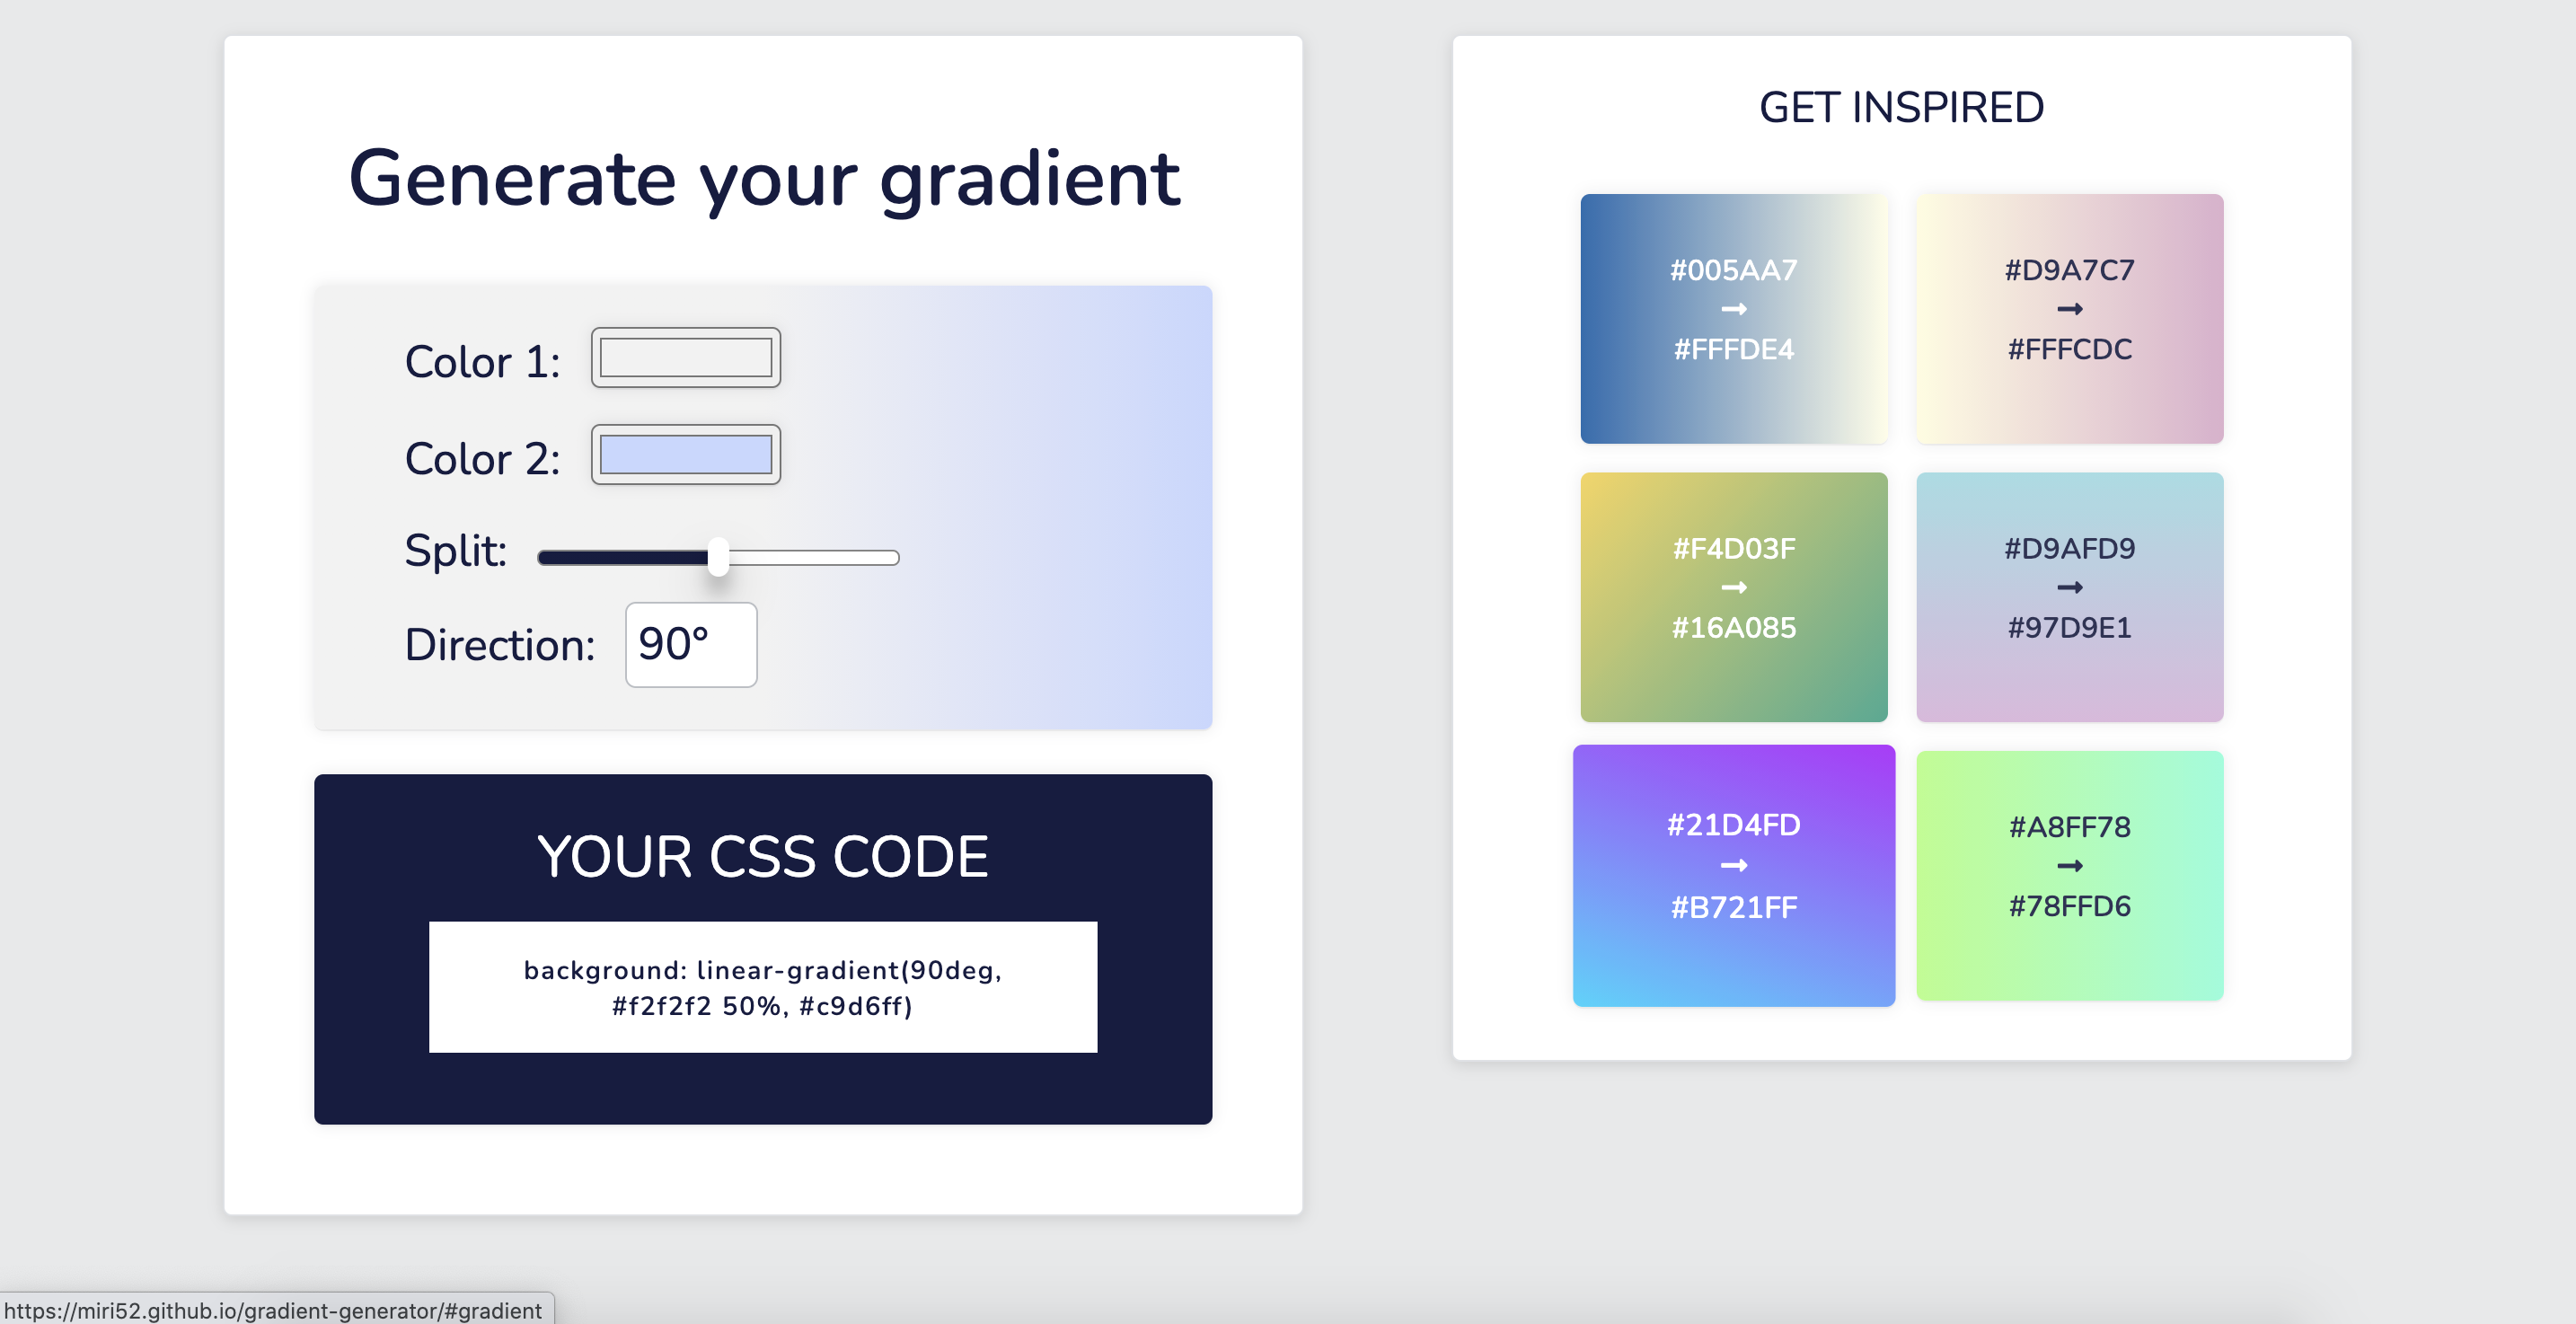 Generate your gradient
Color 1:
Color 2:
Split:
Direction: 90°
YOUR CSS CODE
background: linear-gradient(90deg,
#f2f2f2 50%, #c9d6ff)
GET INSPIRED
#005AA7
→
#FFFDE4
#D9A7C7
→
#FFFCDC
#F4D03F
→
#16A085
#D9AFD9
→
#97D9E1
#21D4FD
→
#B721FF
#A8FF78
→
#78FFD6
https://miri52.github.io/gradient-generator/#gradient